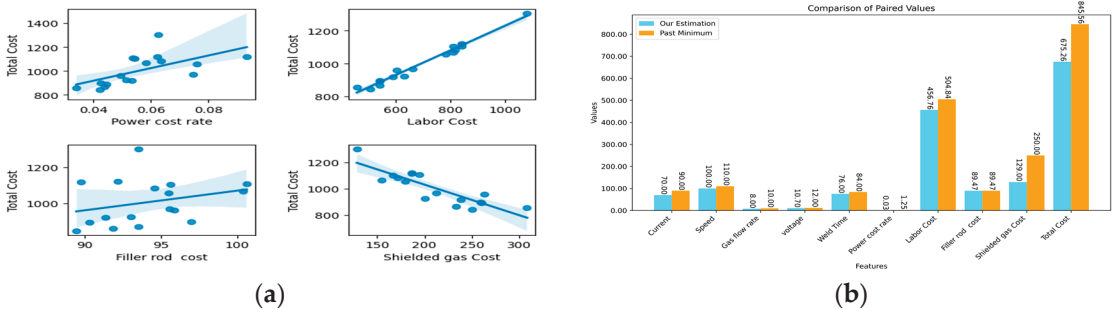 Total Cost
1400
1200
1000
800
0.04 0.06 0.08
Power cost rate
Total Cost
1200
1000
800
600 800 1000
Labor Cost
Total Cost
1200
1000
90 95 100
Filler rod cost
Total Cost
1200
1000
800
150 200 250 300
Shielded gas Cost
(a)
Comparison of Paired Values
Our Estimation
Past Minimum
Values
800.00
700.00
600.00
500.00
400.00
300.00
200.00
100.00
0.00
70.00 90.00
100.00 110.00
8.00 10.00
10.70 12.00
76.00 84.00
0.03 1.25
456.76 504.84
89.47 89.47
129.00 250.00
675.26 845.56
Current
Speed
Gas flow rate
voltage
Weld Time
Power cost rate
Labor Cost
Filler rod cost
Shielded gas Cost
Total Cost
Features
(b)